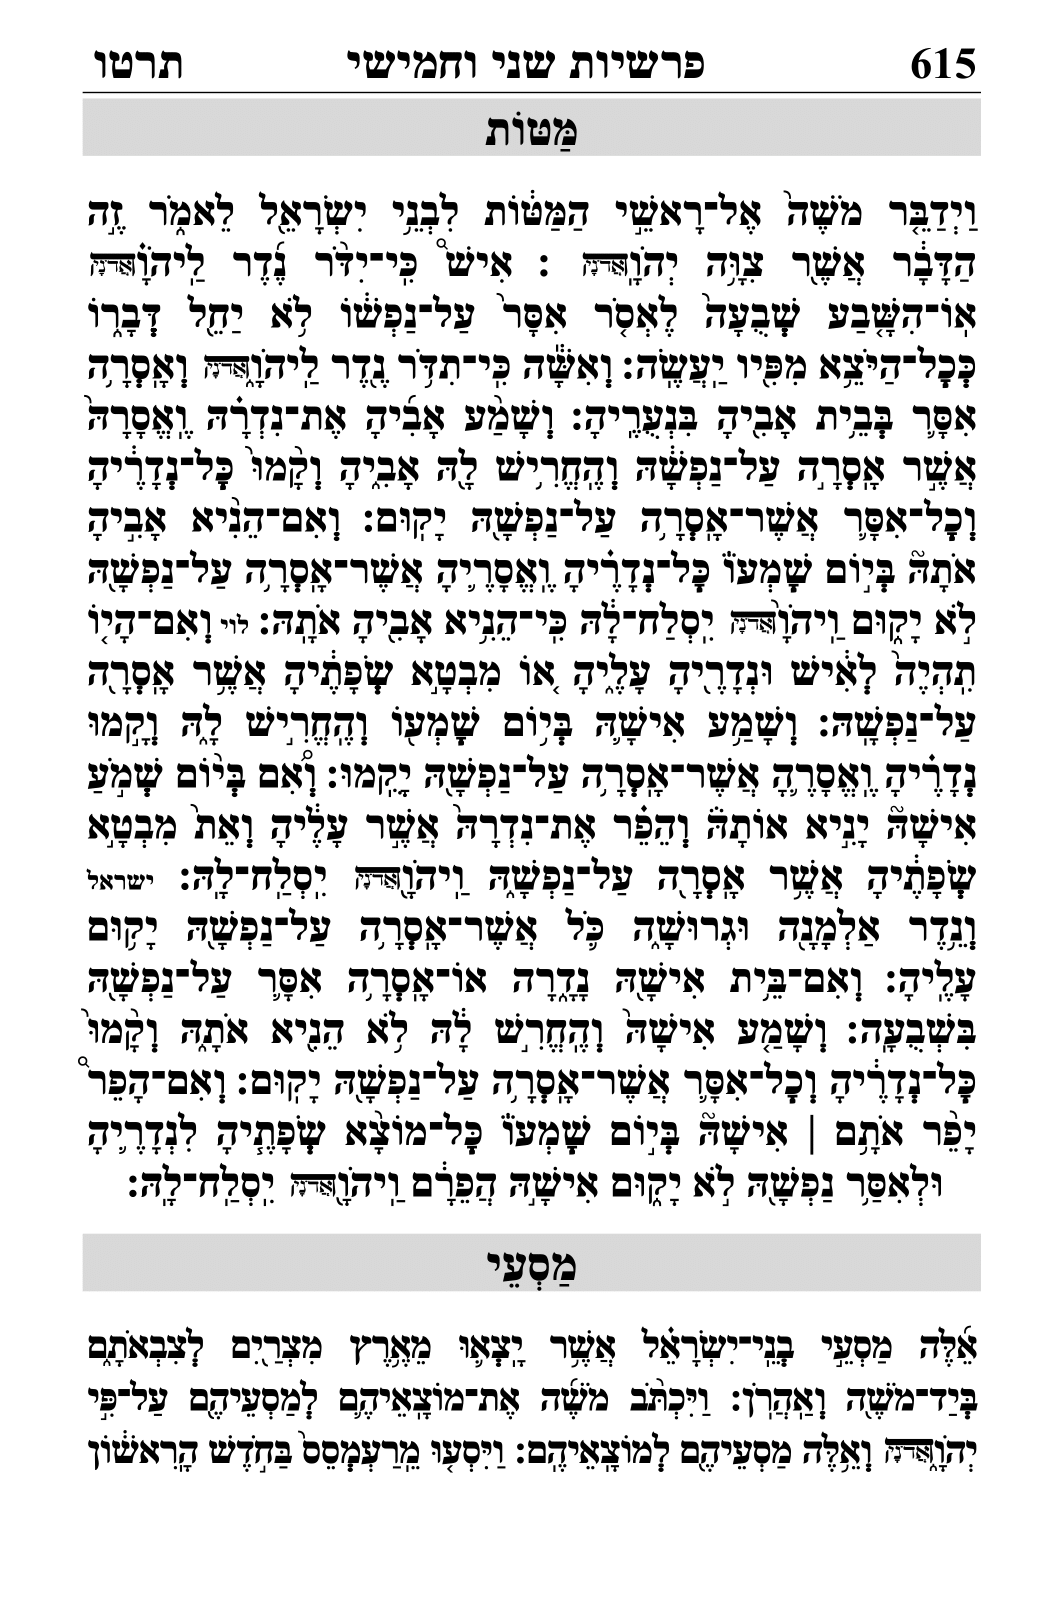 615 פרשיות שני וחמישי תרטו
מַּטּוֹת
וַיְדַבֵּ֤ר מֹשֶׁה֙ אֶל־רָאשֵׁ֣י הַמַּטּ֔וֹת לִבְנֵ֥י יִשְׂרָאֵ֖ל לֵאמֹ֑ר זֶ֣ה
הַדָּבָ֔ר אֲשֶׁ֖ר צִוָּ֥ה יְהֹוָֽה אֲדֹנָי: אִישׁ֩ כִּֽי־יִדֹּ֨ר נֶ֜דֶר לַֽיהֹוָ֗ה אֲדֹנָי
אֽוֹ־הִשָּׁ֤בַע שְׁבֻעָה֙ לֶאְסֹ֤ר אִסָּר֙ עַל־נַפְשׁ֔וֹ לֹ֥א יַחֵ֖ל דְּבָר֑וֹ
כְּכׇל־הַיֹּצֵ֥א מִפִּ֖יו יַֽעֲשֶֽׂה: וְאִשָּׁ֕ה כִּֽי־תִדֹּ֥ר נֶ֖דֶר לַֽיהֹוָ֑ה אֲדֹנָי וְאָֽסְרָ֥ה
אִסָּ֛ר בְּבֵ֥ית אָבִ֖יהָ בִּנְעֻרֶֽיהָ: וְשָׁמַ֨ע אָבִ֜יהָ אֶת־נִדְרָ֗הּ וֶֽאֱסָרָהּ֙
אֲשֶׁ֣ר אָֽסְרָ֣ה עַל־נַפְשָׁ֔הּ וְהֶֽחֱרִ֥ישׁ לָ֖הּ אָבִ֑יהָ וְקָ֨מוּ֙ כׇּל־נְדָרֶ֔יהָ
וְכׇל־אִסָּ֛ר אֲשֶׁר־אָֽסְרָ֥ה עַל־נַפְשָׁ֖הּ יָקֽוּם: וְאִם־הֵנִ֨יא אָבִ֣יהָ
אֹתָהּ֮ בְּי֣וֹם שׇׁמְעוֹ֒ כׇּל־נְדָרֶ֗יהָ וֶֽאֱסָרֶ֛יהָ אֲשֶׁר־אָֽסְרָ֥ה עַל־נַפְשָׁ֖הּ
לֹ֣א יָק֑וּם וַֽיהֹוָה֙ אֲדֹנָי יִֽסְלַח־לָ֔הּ כִּֽי־הֵנִ֥יא אָבִ֖יהָ אֹתָֽהּ: לוי וְאִם־הָי֤וֹ
תִֽהְיֶה֙ לְאִ֔ישׁ וּנְדָרֶ֖יהָ עָלֶ֑יהָ א֚וֹ מִבְטָ֣א שְׂפָתֶ֔יהָ אֲשֶׁ֥ר אָֽסְרָ֖ה
עַל־נַפְשָֽׁהּ: וְשָׁמַ֥ע אִישָׁ֛הּ בְּי֥וֹם שׇׁמְע֖וֹ וְהֶֽחֱרִ֣ישׁ לָ֑הּ וְקָ֣מוּ
נְדָרֶ֗יהָ וֶֽאֱסָרֶ֛הָ אֲשֶׁר־אָֽסְרָ֥ה עַל־נַפְשָׁ֖הּ יָקֻֽמוּ: וְ֠אִם בְּי֨וֹם שְׁמֹ֣עַ
אִישָׁהּ֮ יָנִ֣יא אוֹתָהּ֒ וְהֵפֵ֗ר אֶת־נִדְרָהּ֙ אֲשֶׁ֣ר עָלֶ֔יהָ וְאֵת֙ מִבְטָ֣א
שְׂפָתֶ֔יהָ אֲשֶׁ֥ר אָֽסְרָ֖ה עַל־נַפְשָׁ֑הּ וַֽיהֹוָ֖ה אֲדֹנָי יִֽסְלַֽח־לָֽהּ: ישראל
וְנֵ֥דֶר אַלְמָנָ֖ה וּגְרוּשָׁ֑ה כֹּ֛ל אֲשֶׁר־אָֽסְרָ֥ה עַל־נַפְשָׁ֖הּ יָק֥וּם
עָלֶֽיהָ: וְאִם־בֵּ֥ית אִישָׁ֖הּ נָדָ֑רָה אוֹ־אָֽסְרָ֥ה אִסָּ֛ר עַל־נַפְשָׁ֖הּ
בִּשְׁבֻעָֽה: וְשָׁמַ֤ע אִישָׁהּ֙ וְהֶֽחֱרִ֣שׁ לָ֔הּ לֹ֥א הֵנִ֖יא אֹתָ֑הּ וְקָ֨מוּ֙
כׇּל־נְדָרֶ֔יהָ וְכׇל־אִסָּ֛ר אֲשֶׁר־אָֽסְרָ֥ה עַל־נַפְשָׁ֖הּ יָקֽוּם: וְאִם־הָפֵר֩
יָפֵ֨ר אֹתָ֥ם | אִישָׁהּ֮ בְּי֣וֹם שׇׁמְעוֹ֒ כׇּל־מוֹצָ֨א שְׂפָתֶ֧יהָ לִנְדָרֶ֛יהָ
וּלְאִסַּ֥ר נַפְשָׁ֖הּ לֹ֣א יָק֑וּם אִישָׁ֣הּ הֲפֵרָ֔ם וַֽיהֹוָ֖ה אֲדֹנָי יִֽסְלַֽח־לָֽהּ:
מַסְעֵי
אֵ֜לֶּה מַסְעֵ֣י בְנֵֽי־יִשְׂרָאֵ֗ל אֲשֶׁ֥ר יָֽצְא֛וּ מֵאֶ֥רֶץ מִצְרַ֖יִם לְצִבְאֹתָ֑ם
בְּיַד־מֹשֶׁ֖ה וְאַֽהֲרֹֽן: וַיִּכְתֹּ֨ב מֹשֶׁ֜ה אֶת־מוֹצָֽאֵיהֶ֛ם לְמַסְעֵיהֶ֖ם עַל־פִּ֣י
יְהֹוָ֑ה אֲדֹנָי וְאֵ֥לֶּה מַסְעֵיהֶ֖ם לְמוֹצָֽאֵיהֶֽם: וַיִּסְע֤וּ מֵֽרַעְמְסֵס֙ בַּחֹ֣דֶשׁ הָֽרִאשׁ֔וֹן